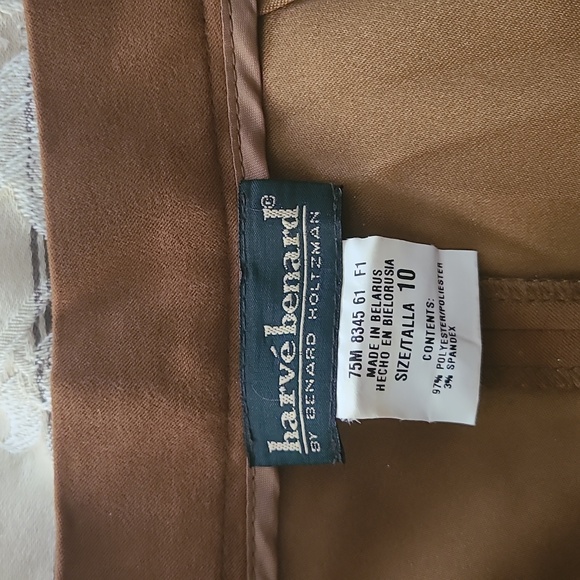 harvé benard®
BY BENARD HOLTZMAN
75M 8345 61 F1
MADE IN BELARUS
HECHO EN BIELORUSIA
SIZE/TALLA 10
CONTENTS:
97% POLYESTER/POLIESTER
3% SPANDEX